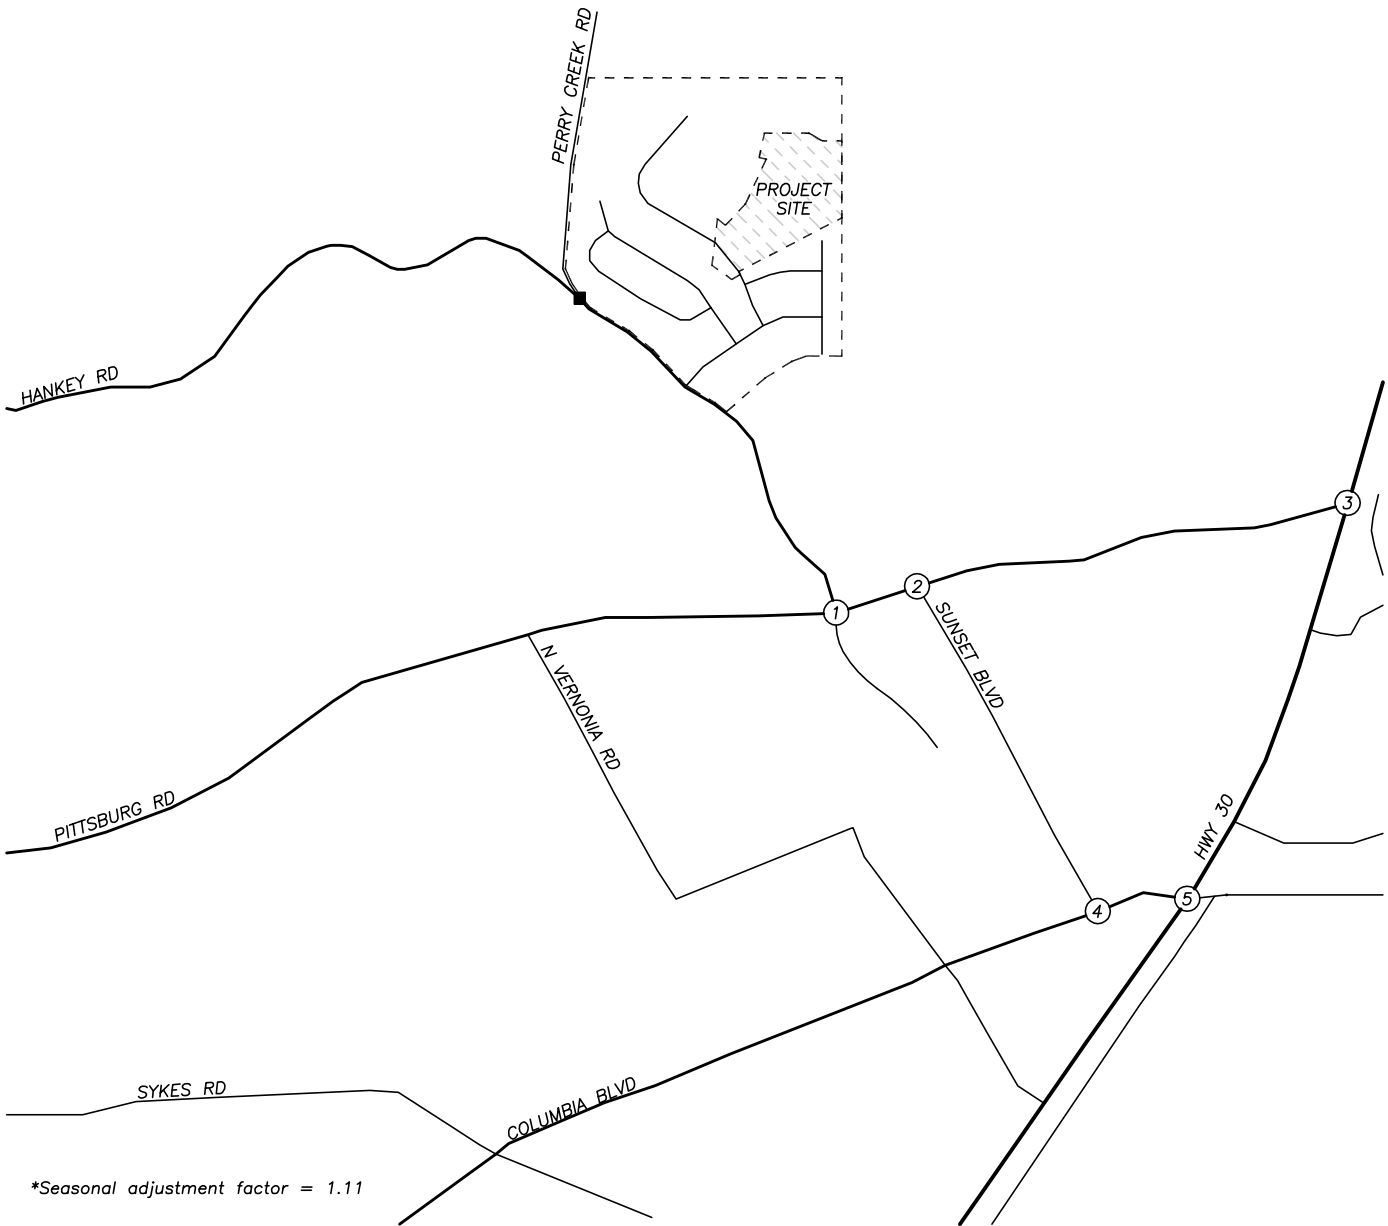 PERRY CREEK RD
PROJECT
SITE
HANKEY RD
3
2
1
SUNSET BLVD
N VERNONIA RD
PITTSBURG RD
HWY 30
5
4
SYKES RD
COLUMBIA BLVD
*Seasonal adjustment factor = 1.11